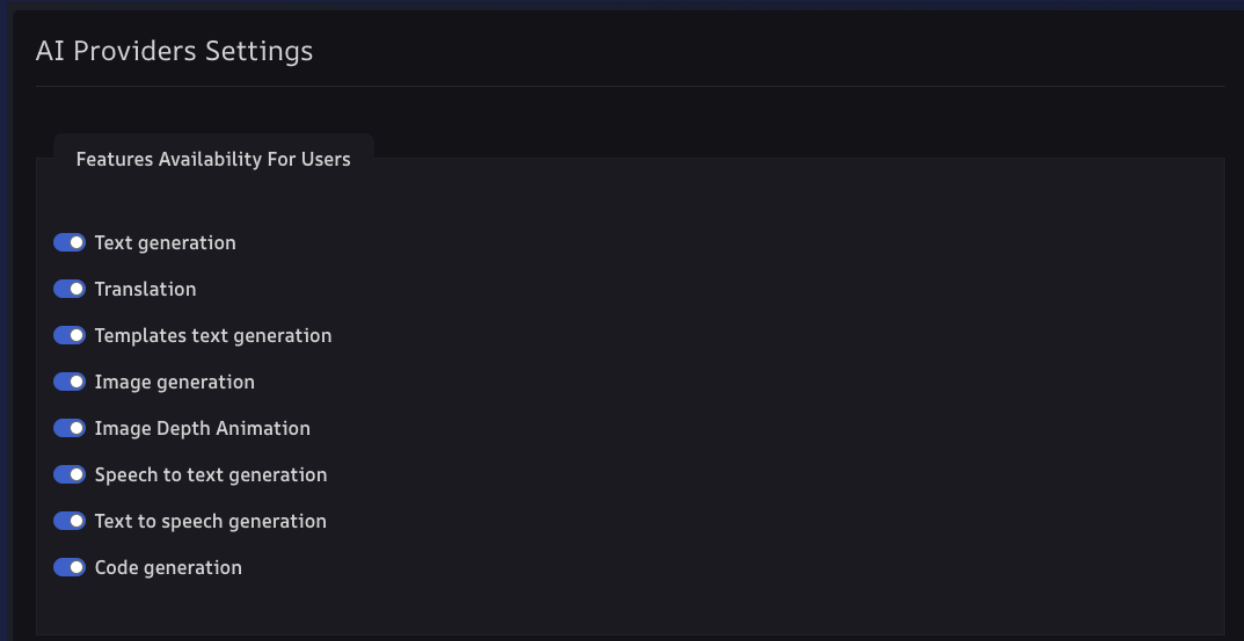 AI Providers Settings
Features Availability For Users
Text generation
Translation
Templates text generation
Image generation
Image Depth Animation
Speech to text generation
Text to speech generation
Code generation